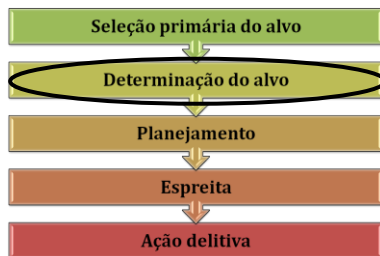 Seleção primária do alvo
Determinação do alvo
Planejamento
Espreita
Ação delitiva